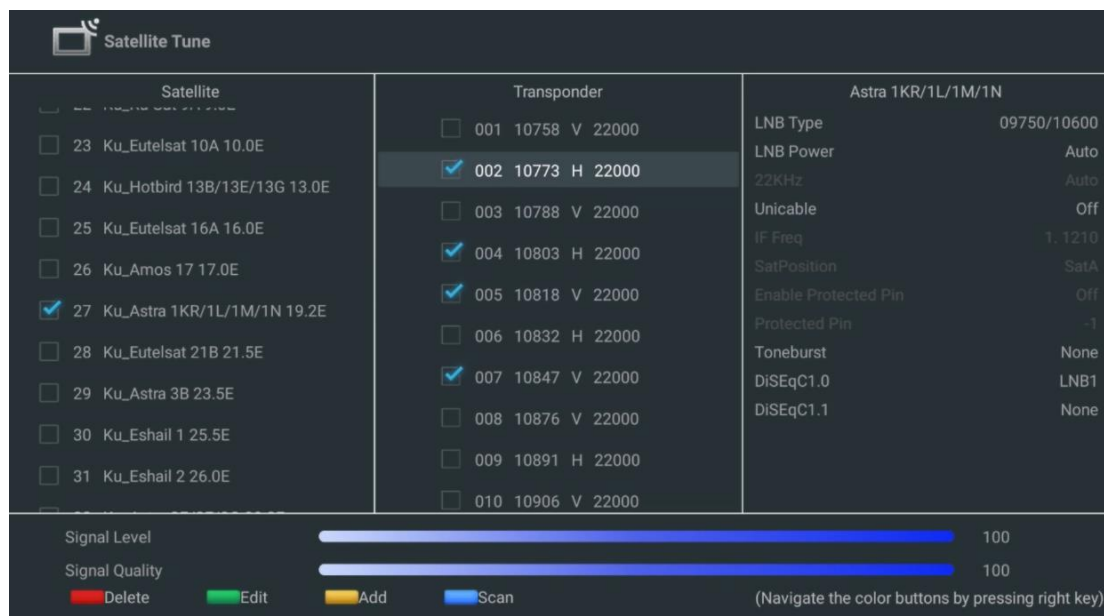 Satellite Tune
Satellite
23 Ku_Eutelsat 10A 10.0E
24 Ku_Hotbird 13B/13E/13G 13.0E
25 Ku_Eutelsat 16A 16.0E
26 Ku_Amos 17 17.0E
27 Ku_Astra 1KR/1L/1M/1N 19.2E
28 Ku_Eutelsat 21B 21.5E
29 Ku_Astra 3B 23.5E
30 Ku_Eshail 1 25.5E
31 Ku_Eshail 2 26.0E
Transponder
001 10758 V 22000
002 10773 H 22000
003 10788 V 22000
004 10803 H 22000
005 10818 V 22000
006 10832 H 22000
007 10847 V 22000
008 10876 V 22000
009 10891 H 22000
010 10906 V 22000
Astra 1KR/1L/1M/1N
LNB Type 09750/10600
LNB Power Auto
22KHz Auto
Unicable Off
IF Freq 1. 1210
SatPosition SatA
Enable Protected Pin Off
Protected Pin -1
Toneburst None
DiSEqC1.0 LNB1
DiSEqC1.1 None
Signal Level 100
Signal Quality 100
Delete Edit Add Scan (Navigate the color buttons by pressing right key)